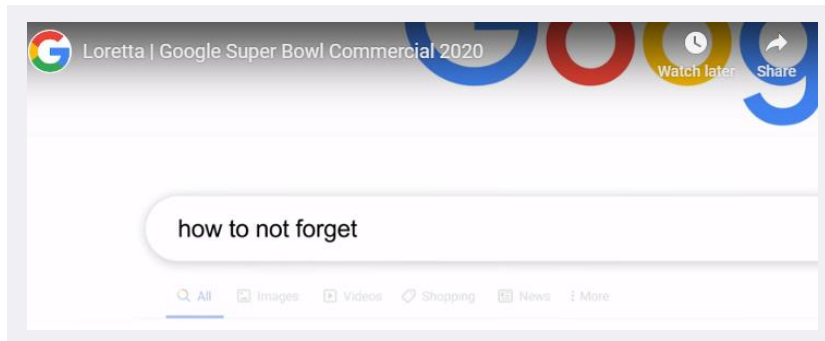 Loretta | Google Super Bowl Commercial 2020
Watch later
Share
Goog
how to not forget
All Images Videos Shopping News More